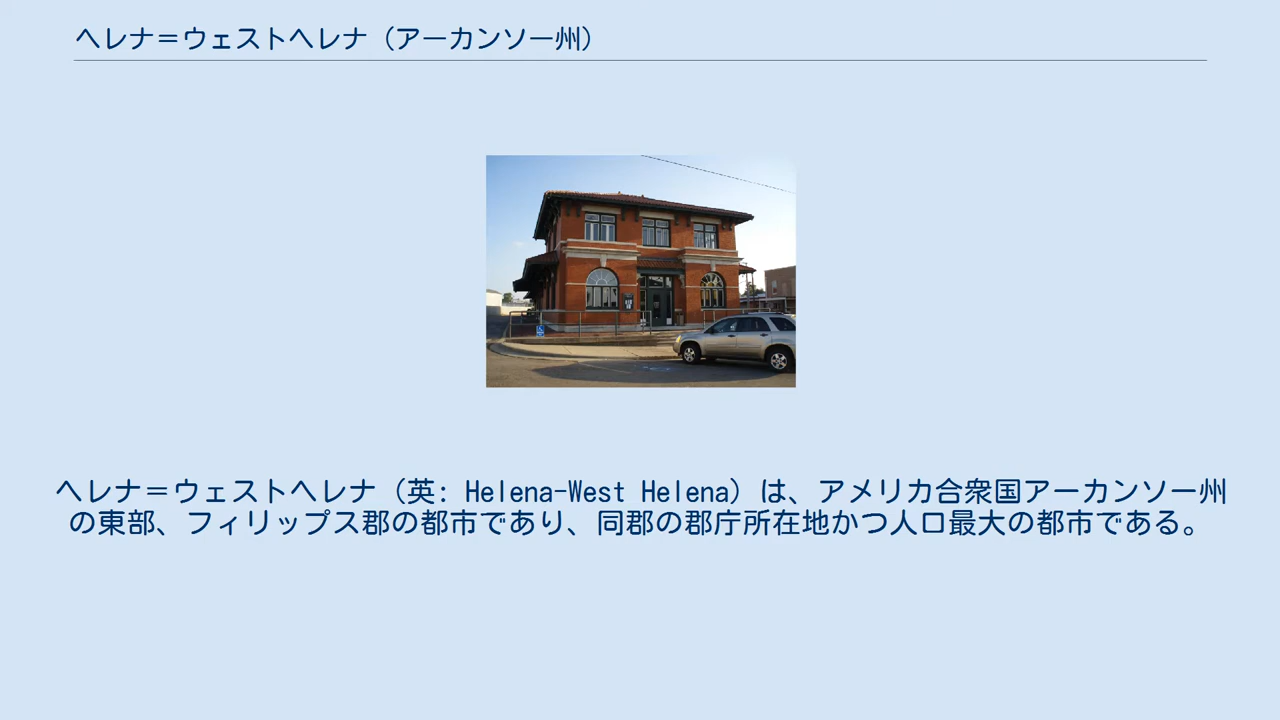 ヘレナ＝ウェストヘレナ（アーカンソー州）
ヘレナ＝ウェストヘレナ（英: Helena-West Helena）は、アメリカ合衆国アーカンソー州
の東部、フィリップス郡の都市であり、同郡の郡庁所在地かつ人口最大の都市である。